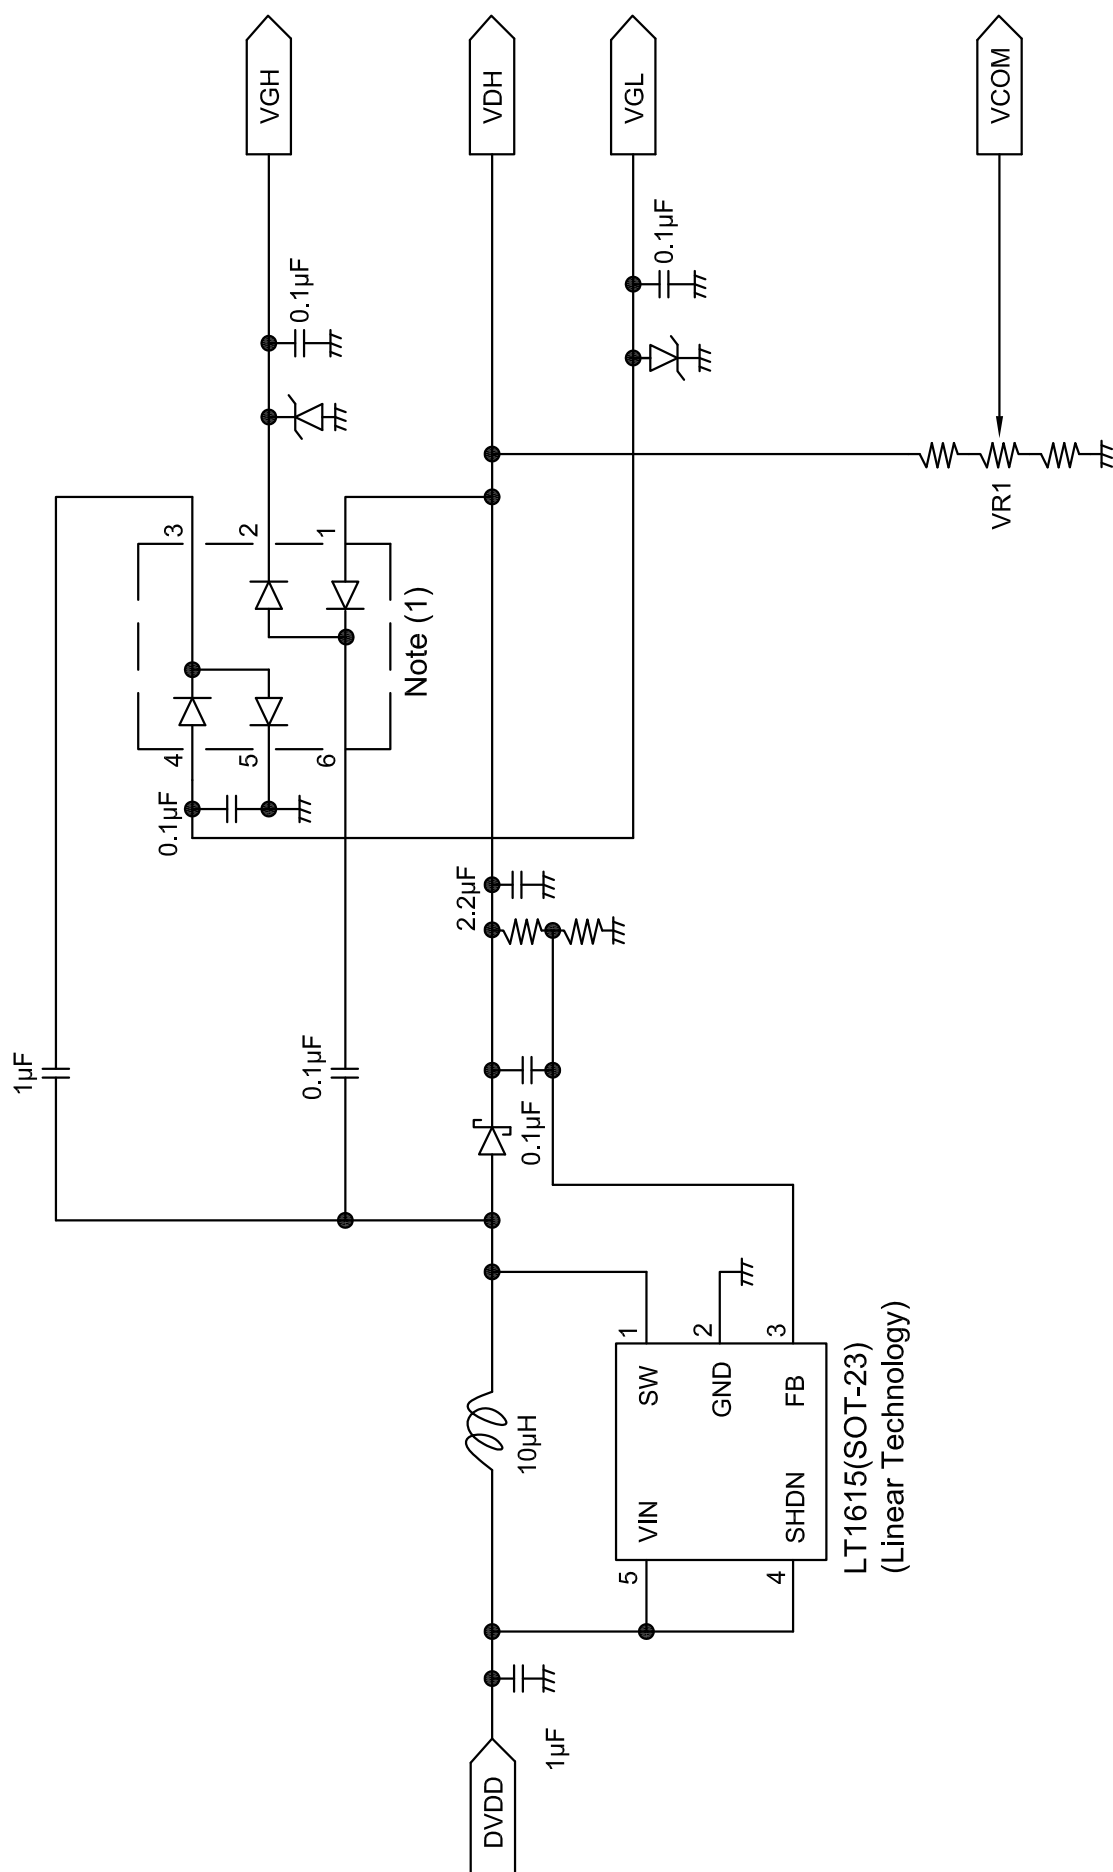 1µF
0.1µF
3
2
1
4
5
6
Note (1)
0.1µF
0.1µF
VGH
DVDD
1µF
10µH
0.1µF
2.2µF
VDH
0.1µF
VGL
5
VIN
SW
1
GND
2
4
SHDN
FB
3
LT1615(SOT-23)
(Linear Technology)
VR1
VCOM